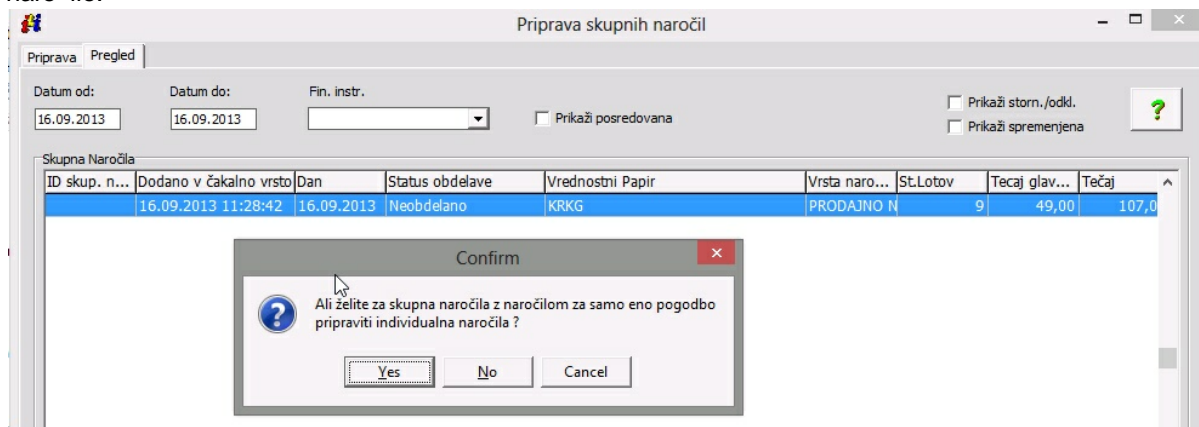 Priprava skupnih naročil
Priprava Pregled
Datum od: Datum do: Fin. instr.
16.09.2013 16.09.2013 Prikaži posredovana
Prikaži storn./odkl.
Prikaži spremenjena
Skupna Naročila
ID skup. n... Dodano v čakalno vrsto Dan Status obdelave Vrednostni Papir Vrsta naro... St.Lotov Tecaj glav... Tečaj
16.09.2013 11:28:42 16.09.2013 Neobdelano KRKG PRODAJNO N 9 49,00 107,0
Confirm
Ali želite za skupna naročila z naročilom za samo eno pogodbo
pripraviti individualna naročila ?
Yes No Cancel